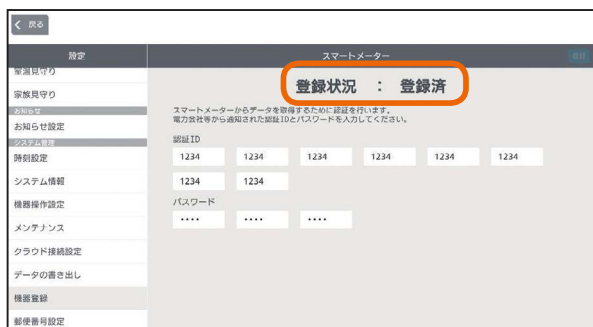 戻る
設定
スマートメーター
登録
室温見守り
家族見守り
お知らせ
お知らせ設定
システム管理
時刻設定
システム情報
機器操作設定
メンテナンス
クラウド接続設定
データの書き出し
機器登録
郵便番号設定
登録状況 : 登録済
スマートメーターからデータを取得するために認証を行います。
電力会社等から通知された認証IDとパスワードを入力してください。
認証ID
1234 1234 1234 1234 1234 1234
1234 1234
パスワード
•••• •••• ••••